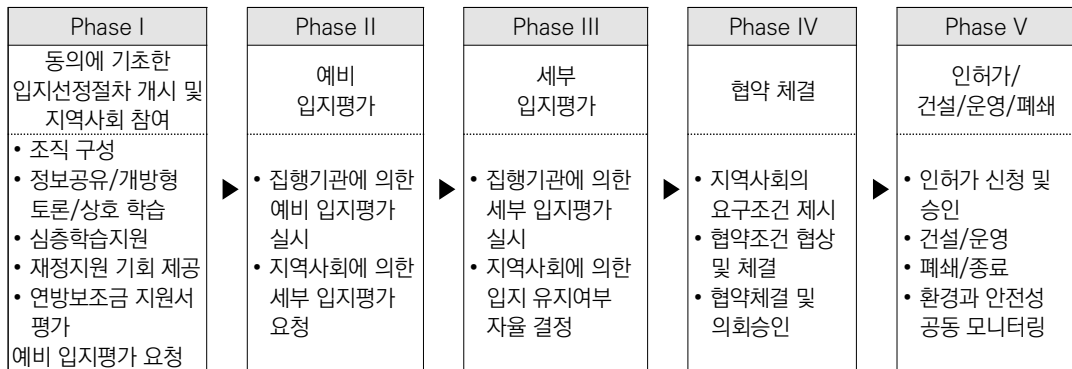 Phase I
동의에 기초한
입지선정절차 개시 및
지역사회 참여
• 조직 구성
• 정보공유/개방형
토론/상호 학습
• 심층학습지원
• 재정지원 기회 제공
• 연방보조금 지원서
평가
예비 입지평가 요청
▶
Phase II
예비
입지평가
• 집행기관에 의한
예비 입지평가
실시
• 지역사회에 의한
세부 입지평가
요청
▶
Phase III
세부
입지평가
• 집행기관에 의한
세부 입지평가
실시
• 지역사회에 의한
입지 유지여부
자율 결정
▶
Phase IV
협약 체결
• 지역사회의
요구조건 제시
• 협약조건 협상
및 체결
• 협약체결 및
의회승인
▶
Phase V
인허가/
건설/운영/폐쇄
• 인허가 신청 및
승인
• 건설/운영
• 폐쇄/종료
• 환경과 안전성
공동 모니터링